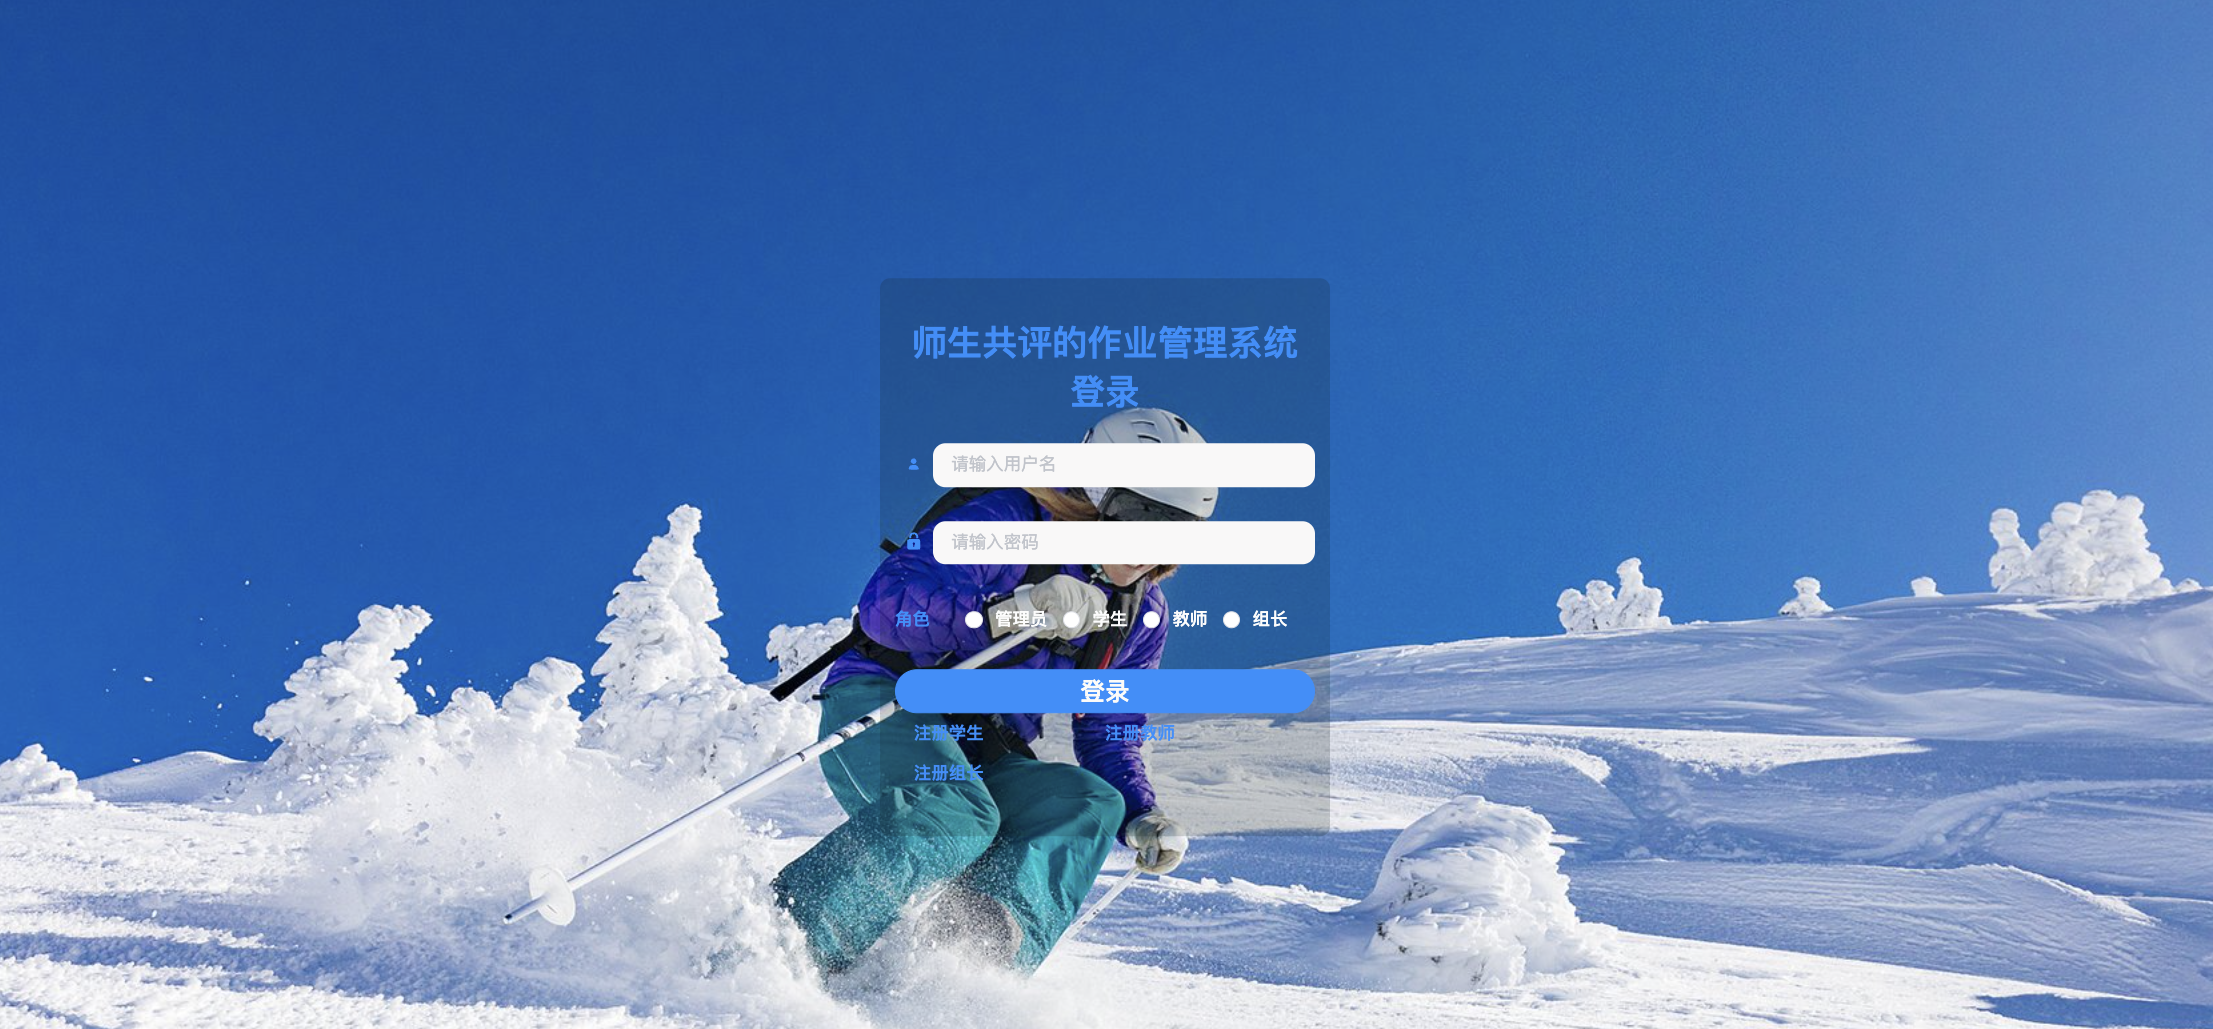 师生共评的作业管理系统
登录
请输入用户名
请输入密码
角色 管理员 学生 教师 组长
登录
注册学生 注册教师
注册组长